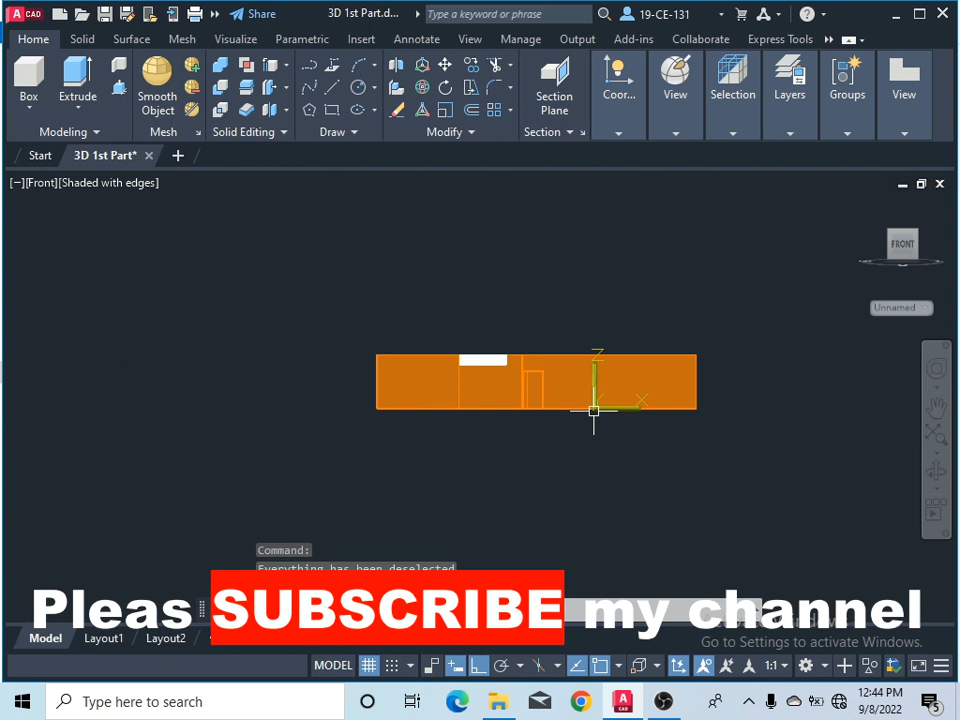 CAD
Share
3D 1st Part.d...
Type a keyword or phrase
19-CE-131
Home
Solid
Surface
Mesh
Visualize
Parametric
Insert
Annotate
View
Manage
Output
Add-ins
Collaborate
Express Tools
Box
Extrude
Smooth
Object
Section
Plane
Coor...
View
Selection
Layers
Groups
View
Modeling
Mesh
Solid Editing
Draw
Modify
Section
Start
3D 1st Part*
[−][Front][Shaded with edges]
FRONT
Unnamed
Z
Y
X
Command:
Everything has been deselected
Pleas SUBSCRIBE my channel
Go to Settings to activate Windows.
Model
Layout1
Layout2
MODEL
1:1
Type here to search
12:44 PM
9/8/2022
5